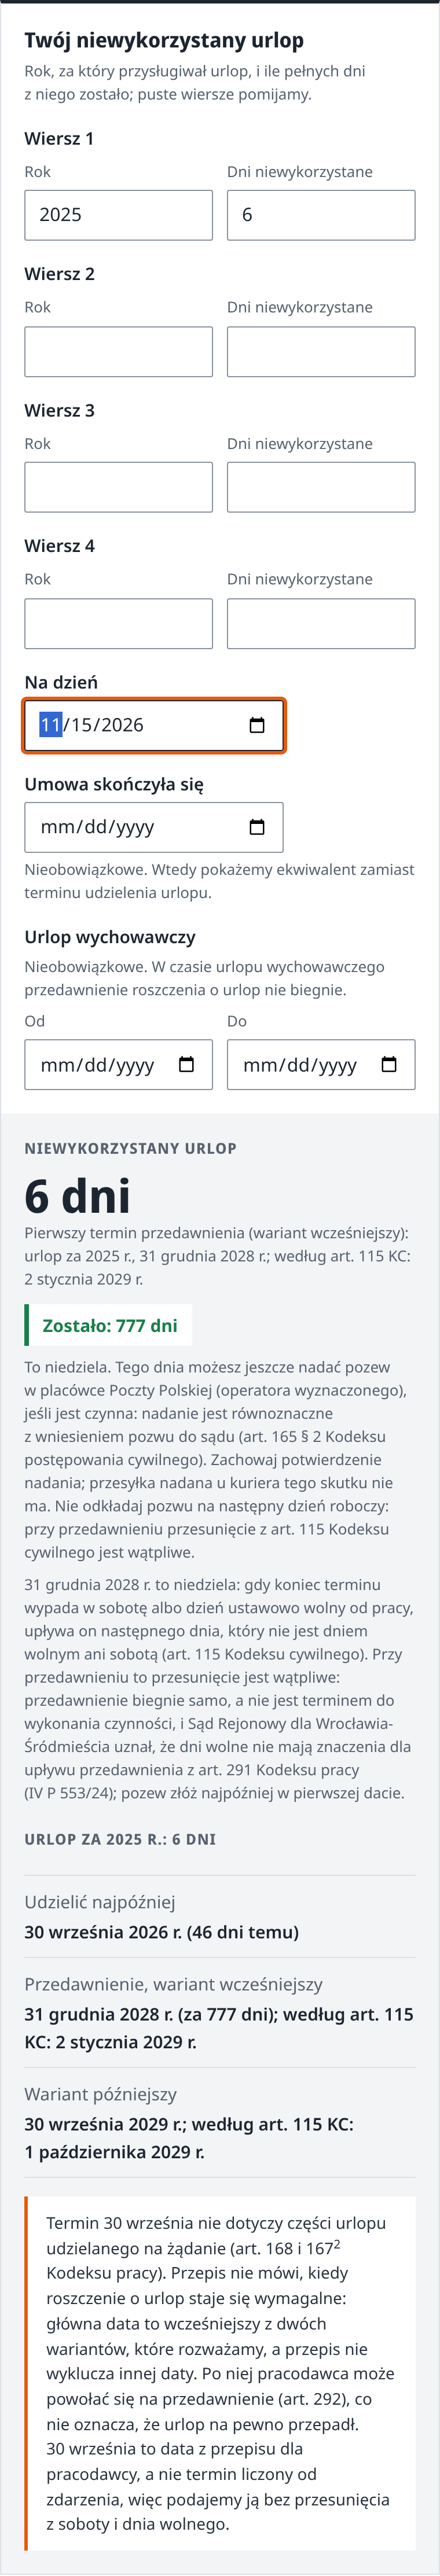 Twój niewykorzystany urlop
Rok, za który przysługiwał urlop, i ile pełnych dni
z niego zostało; puste wiersze pomijamy.
Wiersz 1
Rok
Dni niewykorzystane
2025
6
Wiersz 2
Rok
Dni niewykorzystane
Wiersz 3
Rok
Dni niewykorzystane
Wiersz 4
Rok
Dni niewykorzystane
Na dzień
11/15/2026
Umowa skończyła się
mm/dd/yyyy
Nieobowiązkowe. Wtedy pokażemy ekwiwalent zamiast
terminu udzielenia urlopu.
Urlop wychowawczy
Nieobowiązkowe. W czasie urlopu wychowawczego
przedawnienie roszczenia o urlop nie biegnie.
Od
Do
mm/dd/yyyy
mm/dd/yyyy
NIEWYKORZYSTANY URLOP
6 dni
Pierwszy termin przedawnienia (wariant wcześniejszy):
urlop za 2025 r., 31 grudnia 2028 r.; według art. 115 KC:
2 stycznia 2029 r.
Zostało: 777 dni
To niedziela. Tego dnia możesz jeszcze nadać pozew
w placówce Poczty Polskiej (operatora wyznaczonego),
jeśli jest czynna: nadanie jest równoznaczne
z wniesieniem pozwu do sądu (art. 165 § 2 Kodeksu
postępowania cywilnego). Zachowaj potwierdzenie
nadania; przesyłka nadana u kuriera tego skutku nie
ma. Nie odkładaj pozwu na następny dzień roboczy:
przy przedawnieniu przesunięcie z art. 115 Kodeksu
cywilnego jest wątpliwe.
31 grudnia 2028 r. to niedziela: gdy koniec terminu
wypada w sobotę albo dzień ustawowo wolny od pracy,
upływa on następnego dnia, który nie jest dniem
wolnym ani sobotą (art. 115 Kodeksu cywilnego). Przy
przedawnieniu to przesunięcie jest wątpliwe:
przedawnienie biegnie samo, a nie jest terminem do
wykonania czynności, i Sąd Rejonowy dla Wrocławia-
Śródmieścia uznał, że dni wolne nie mają znaczenia dla
upływu przedawnienia z art. 291 Kodeksu pracy
(IV P 553/24); pozew złóż najpóźniej w pierwszej dacie.
URLOP ZA 2025 R.: 6 DNI
Udzielić najpóźniej
30 września 2026 r. (46 dni temu)
Przedawnienie, wariant wcześniejszy
31 grudnia 2028 r. (za 777 dni); według art. 115
KC: 2 stycznia 2029 r.
Wariant późniejszy
30 września 2029 r.; według art. 115 KC:
1 października 2029 r.
Termin 30 września nie dotyczy części urlopu
udzielanego na żądanie (art. 168 i 167²
Kodeksu pracy). Przepis nie mówi, kiedy
roszczenie o urlop staje się wymagalne:
główna data to wcześniejszy z dwóch
wariantów, które rozważamy, a przepis nie
wyklucza innej daty. Po niej pracodawca może
powołać się na przedawnienie (art. 292), co
nie oznacza, że urlop na pewno przepadł.
30 września to data z przepisu dla
pracodawcy, a nie termin liczony od
zdarzenia, więc podajemy ją bez przesunięcia
z soboty i dnia wolnego.